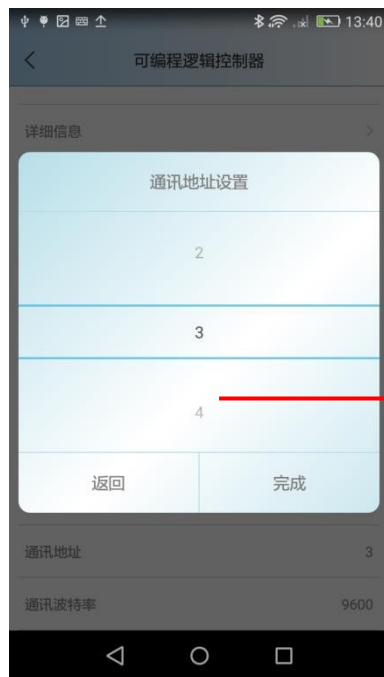 13:40
可编程逻辑控制器
详细信息
通讯地址设置
2
3
4
返回
完成
通讯地址 3
通讯波特率 9600